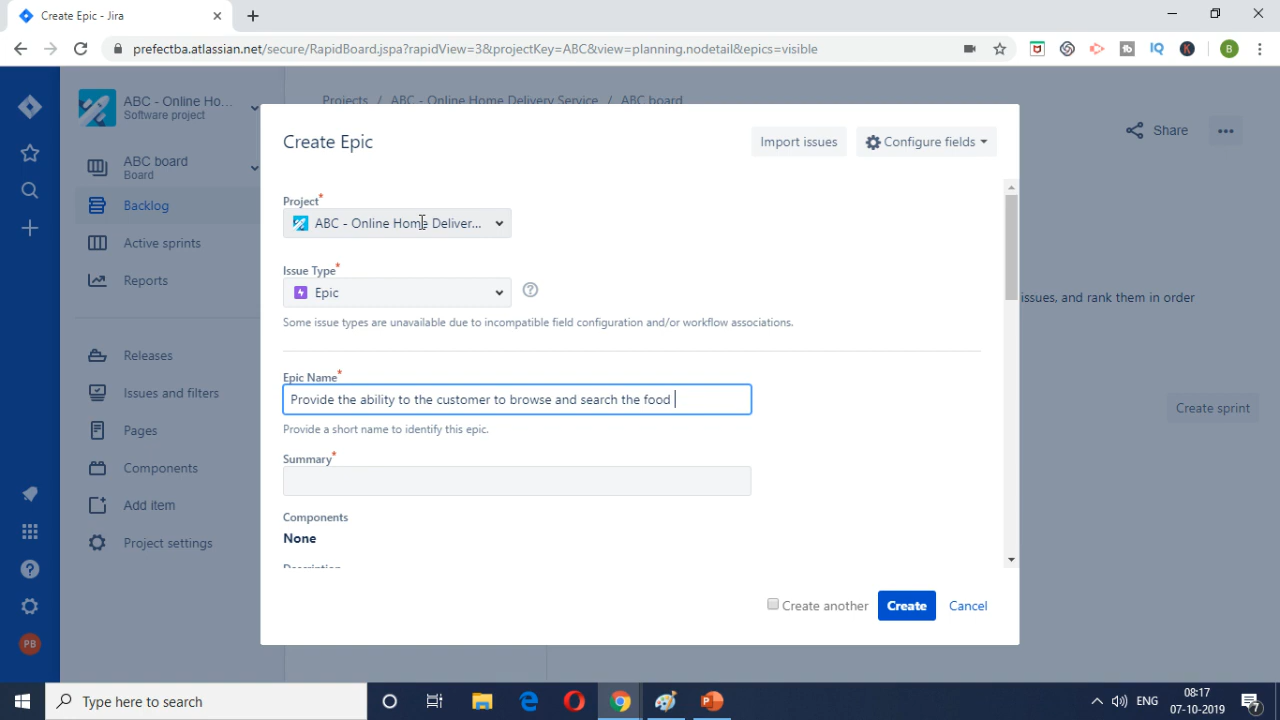 Create Epic - Jira
prefectba.atlassian.net/secure/RapidBoard.jspa?rapidView=3&projectKey=ABC&view=planning.nodetail&epics=visible
IQ
K
B
ABC - Online Ho...
Software project
Projects / ABC - Online Home Delivery Service / ABC board
Share
ABC board
Board
Backlog
Active sprints
Reports
Releases
Issues and filters
Pages
Components
Add item
Project settings
PB
Create Epic
Import issues
Configure fields
Project*
ABC - Online Home Deliver...
Issue Type*
Epic
Some issue types are unavailable due to incompatible field configuration and/or workflow associations.
issues, and rank them in order
Epic Name*
Provide the ability to the customer to browse and search the food
Provide a short name to identify this epic.
Create sprint
Summary*
Components
None
Description
Create another
Create
Cancel
Type here to search
ENG
08:17
07-10-2019
7